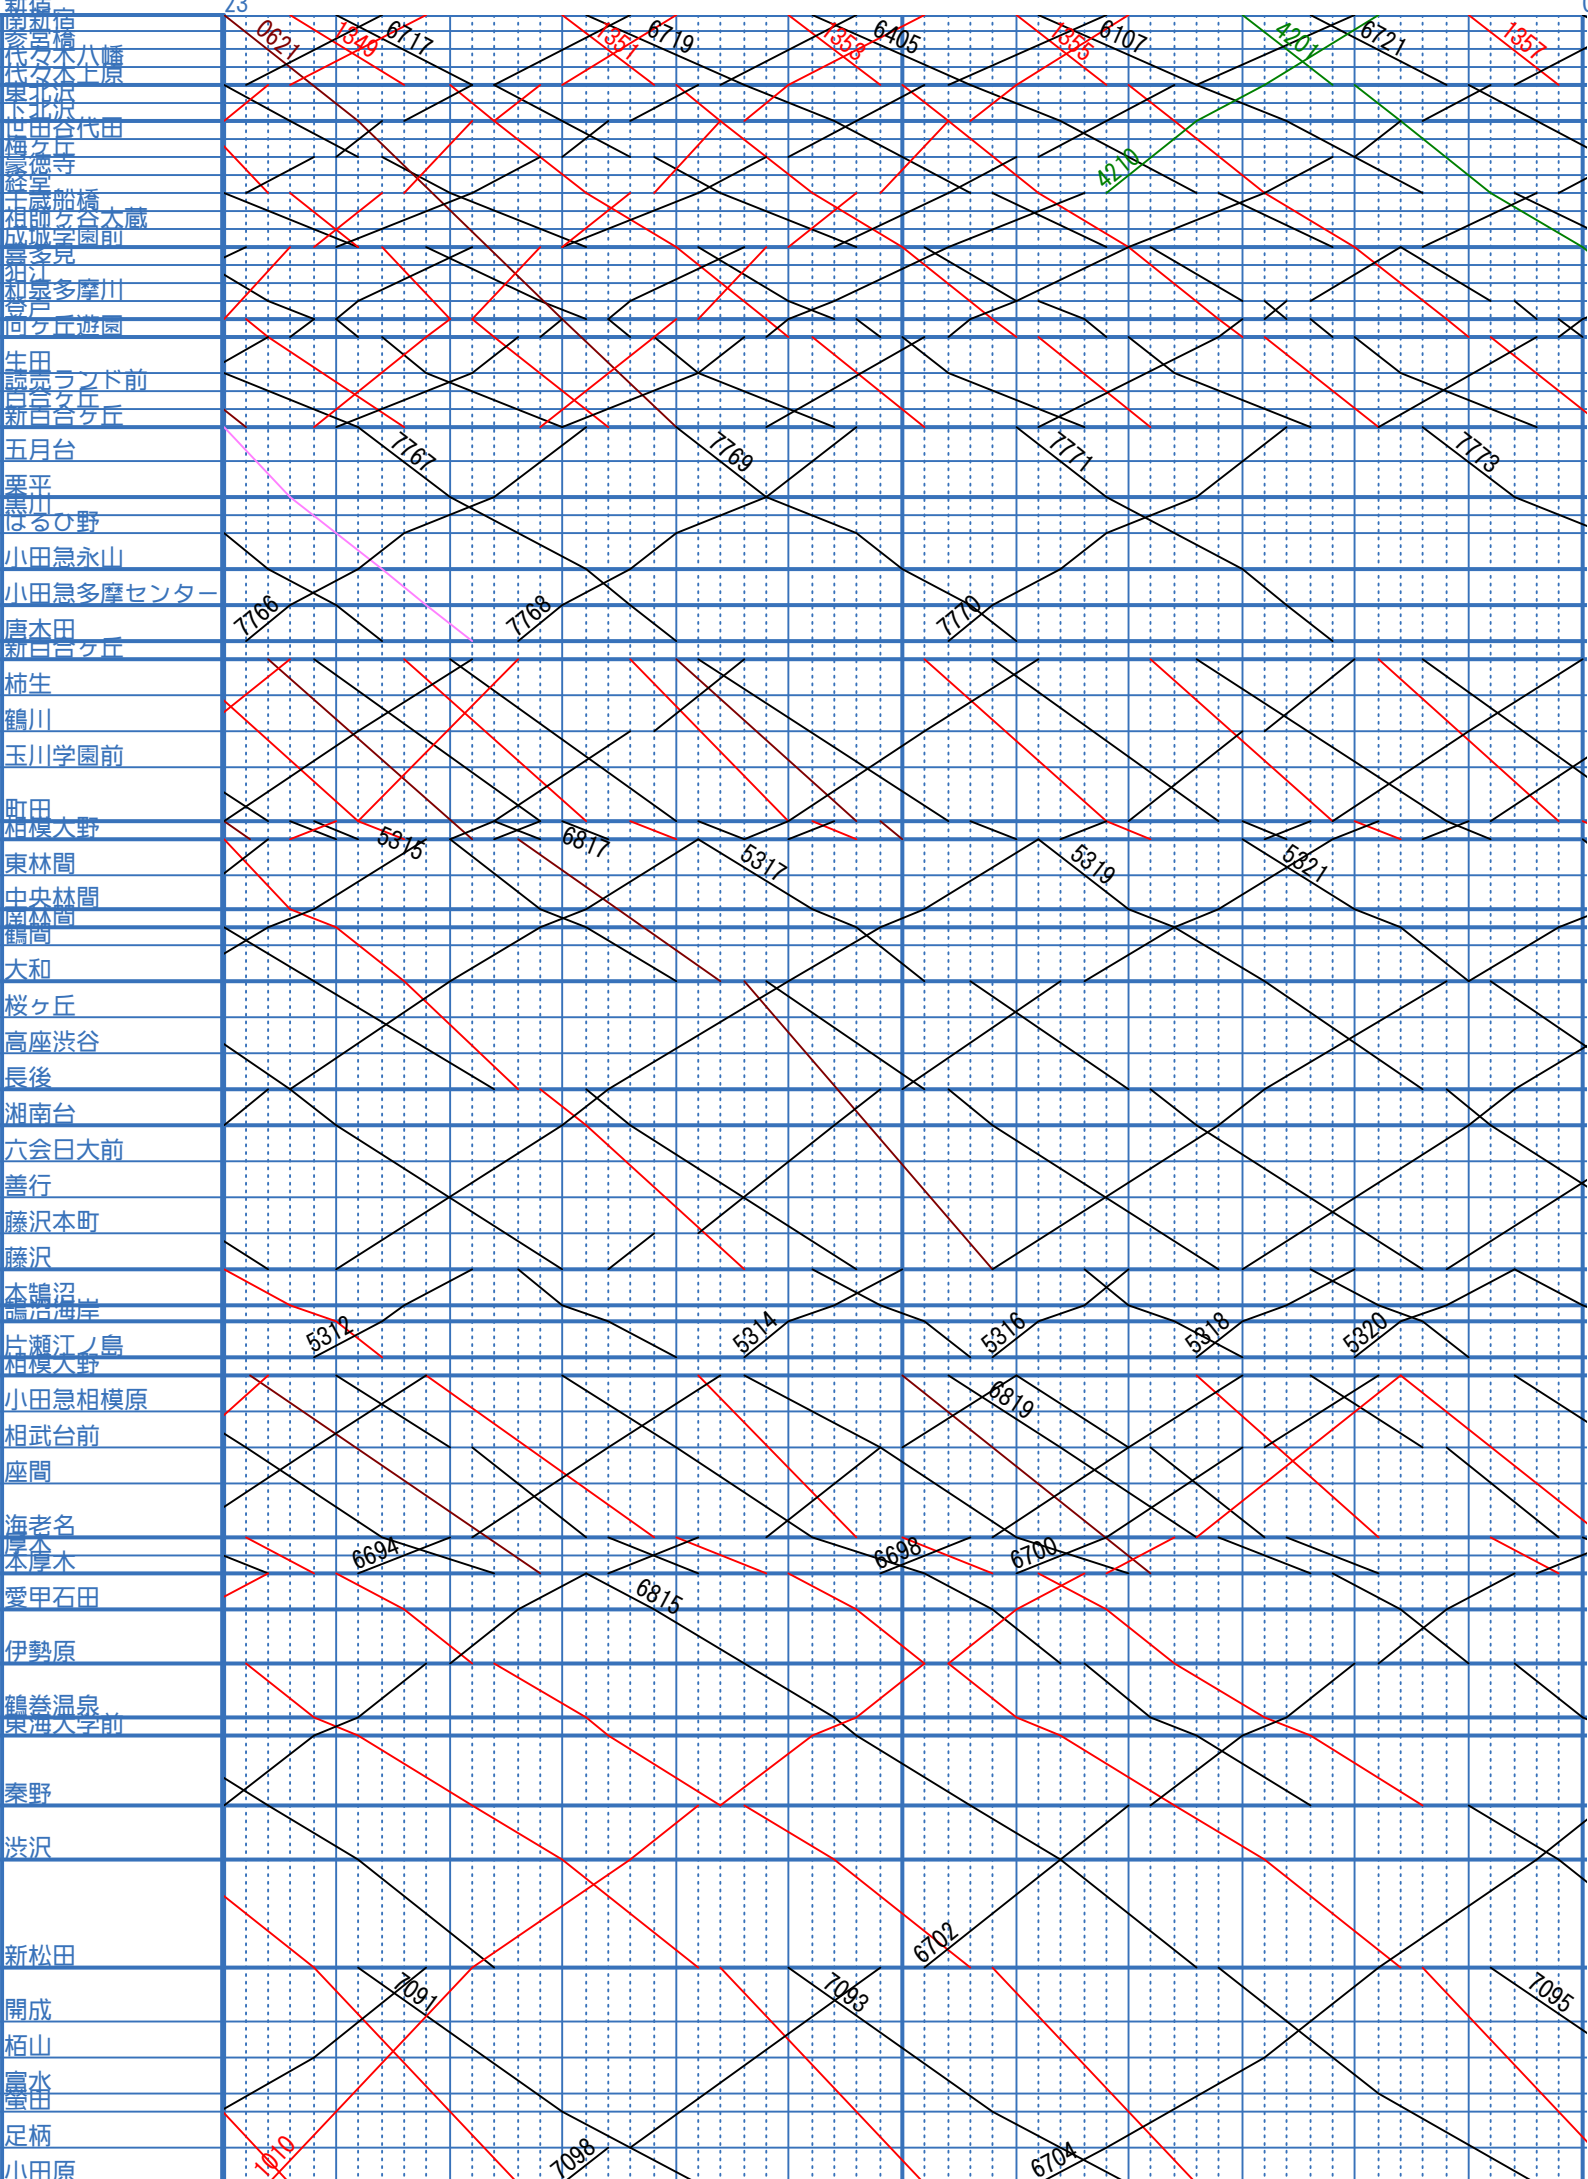 新宿
23
0
南新宿
参宮橋
代々木八幡
代々木上原
東北沢
下北沢
世田谷代田
梅ヶ丘
豪徳寺
経堂
千歳船橋
祖師ヶ谷大蔵
成城学園前
喜多見
狛江
和泉多摩川
登戸
向ヶ丘遊園
生田
読売ランド前
百合ヶ丘
新百合ヶ丘
五月台
栗平
黒川
はるひ野
小田急永山
小田急多摩センター
唐木田
新百合ヶ丘
柿生
鶴川
玉川学園前
町田
相模大野
東林間
中央林間
南林間
鶴間
大和
桜ヶ丘
高座渋谷
長後
湘南台
六会日大前
善行
藤沢本町
藤沢
本鵠沼
鵠沼海岸
片瀬江ノ島
相模大野
小田急相模原
相武台前
座間
海老名
厚木
本厚木
愛甲石田
伊勢原
鶴巻温泉
東海大学前
秦野
渋沢
新松田
開成
栢山
富水
螢田
足柄
小田原
0621
1349
6717
1351
6719
1353
6405
1355
6107
4201
6721
1357
4210
7767
7769
7771
7773
7766
7768
7770
5315
6817
5317
5319
5321
5312
5314
5316
5318
5320
6819
6694
6698
6700
6815
6702
7091
7093
7095
1010
7098
6704